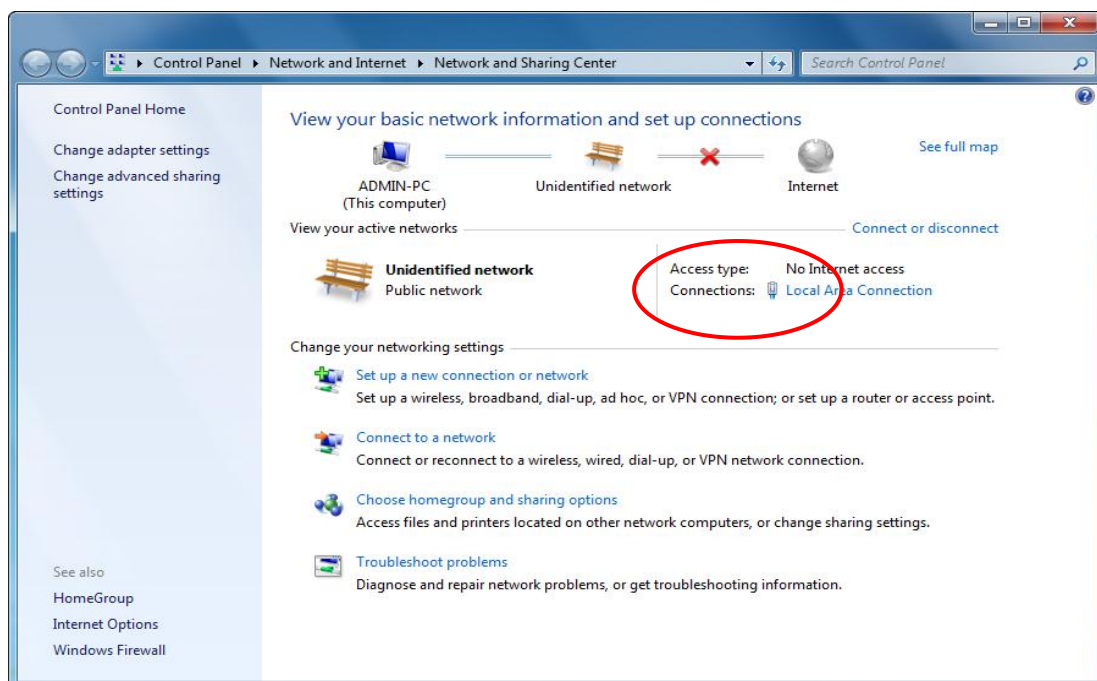 Control Panel Network and Internet Network and Sharing Center Search Control Panel
Control Panel Home
Change adapter settings
Change advanced sharing
settings
See also
HomeGroup
Internet Options
Windows Firewall
View your basic network information and set up connections
See full map
ADMIN-PC
(This computer)
Unidentified network
Internet
View your active networks
Connect or disconnect
Unidentified network
Public network
Access type: No Internet access
Connections: Local Area Connection
Change your networking settings
Set up a new connection or network
Set up a wireless, broadband, dial-up, ad hoc, or VPN connection; or set up a router or access point.
Connect to a network
Connect or reconnect to a wireless, wired, dial-up, or VPN network connection.
Choose homegroup and sharing options
Access files and printers located on other network computers, or change sharing settings.
Troubleshoot problems
Diagnose and repair network problems, or get troubleshooting information.